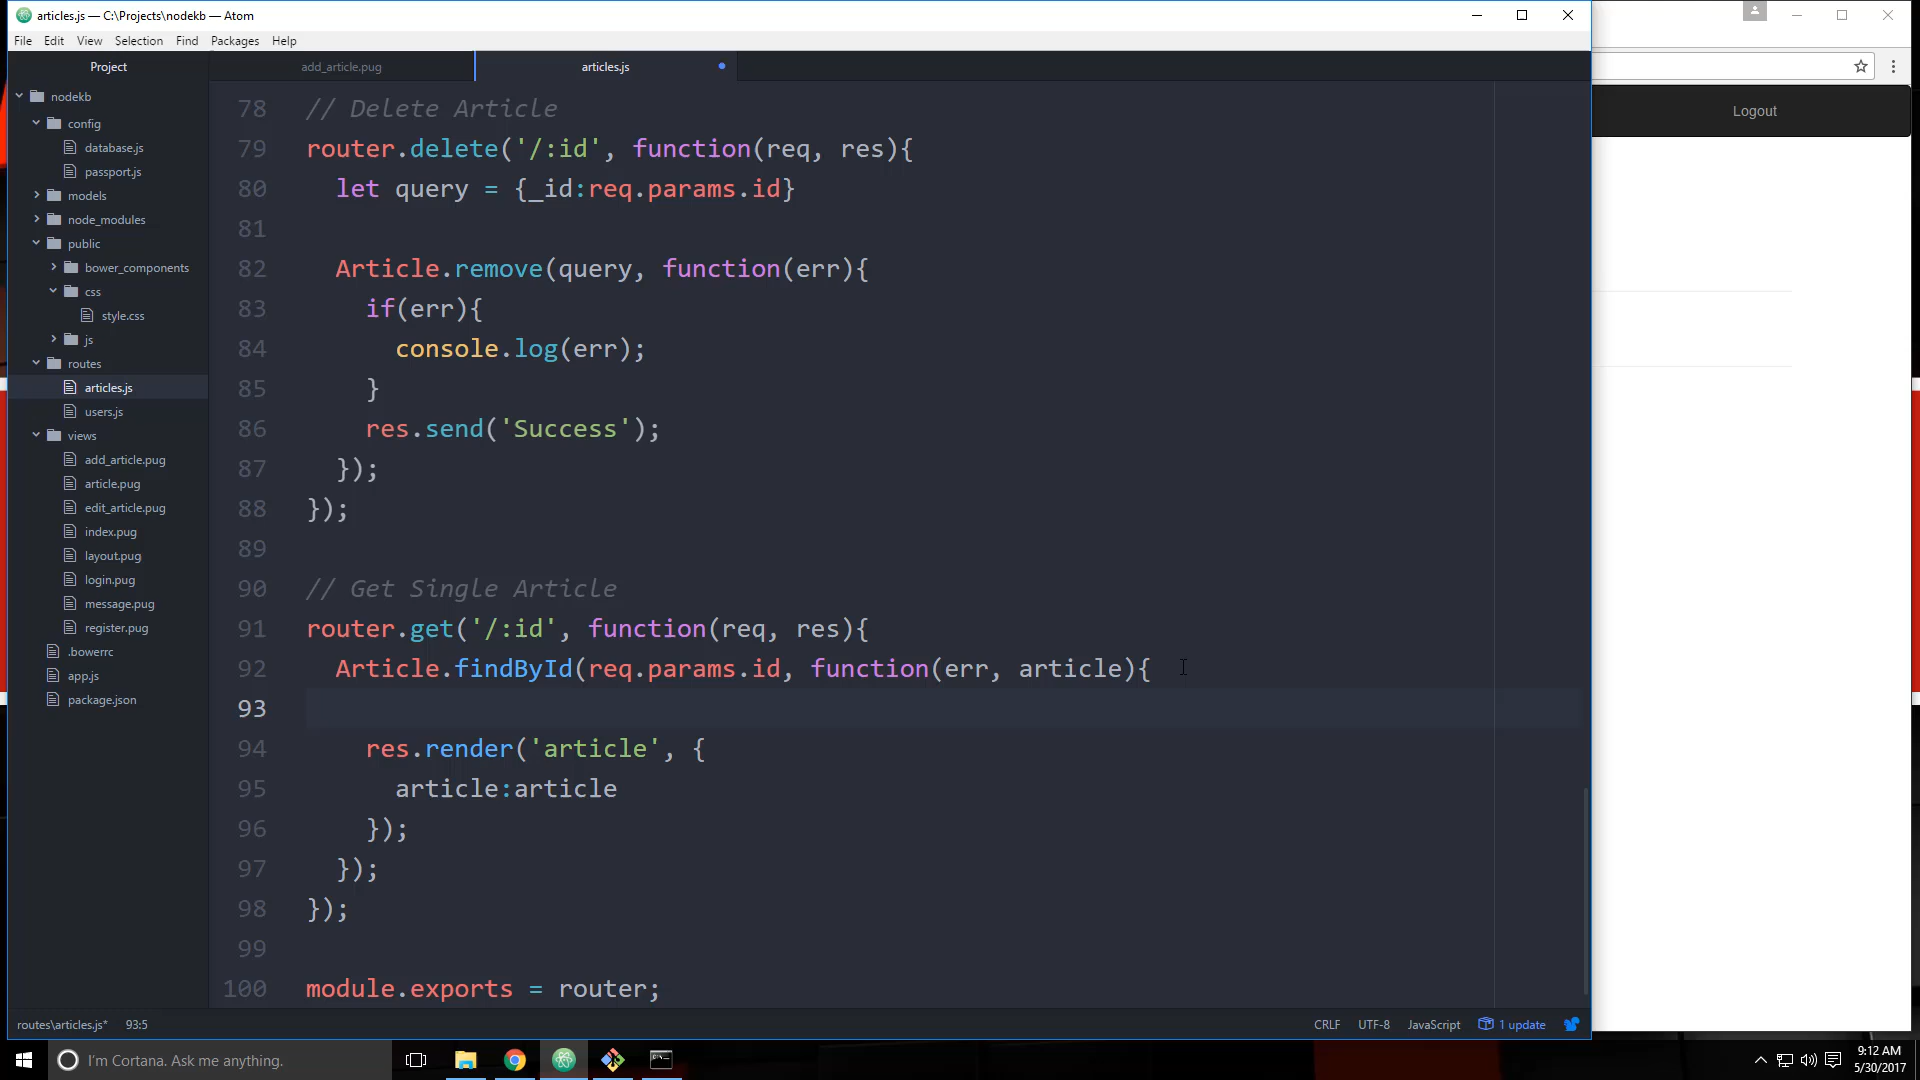 articles.js — C:\Projects\nodekb — Atom
File Edit View Selection Find Packages Help
Project
add_article.pug
articles.js
nodekb
config
database.js
passport.js
models
node_modules
public
bower_components
css
style.css
js
routes
articles.js
users.js
views
add_article.pug
article.pug
edit_article.pug
index.pug
layout.pug
login.pug
message.pug
register.pug
.bowerrc
app.js
package.json
78 // Delete Article
79 router.delete('/:id', function(req, res){
80 let query = {_id:req.params.id}
81
82 Article.remove(query, function(err){
83 if(err){
84 console.log(err);
85 }
86 res.send('Success');
87 });
88 });
89
90 // Get Single Article
91 router.get('/:id', function(req, res){
92 Article.findById(req.params.id, function(err, article){
93
94 res.render('article', {
95 article:article
96 });
97 });
98 });
99
100 module.exports = router;
routes\articles.js* 93:5
CRLF UTF-8 JavaScript 1 update
Logout
I'm Cortana. Ask me anything.
9:12 AM
5/30/2017